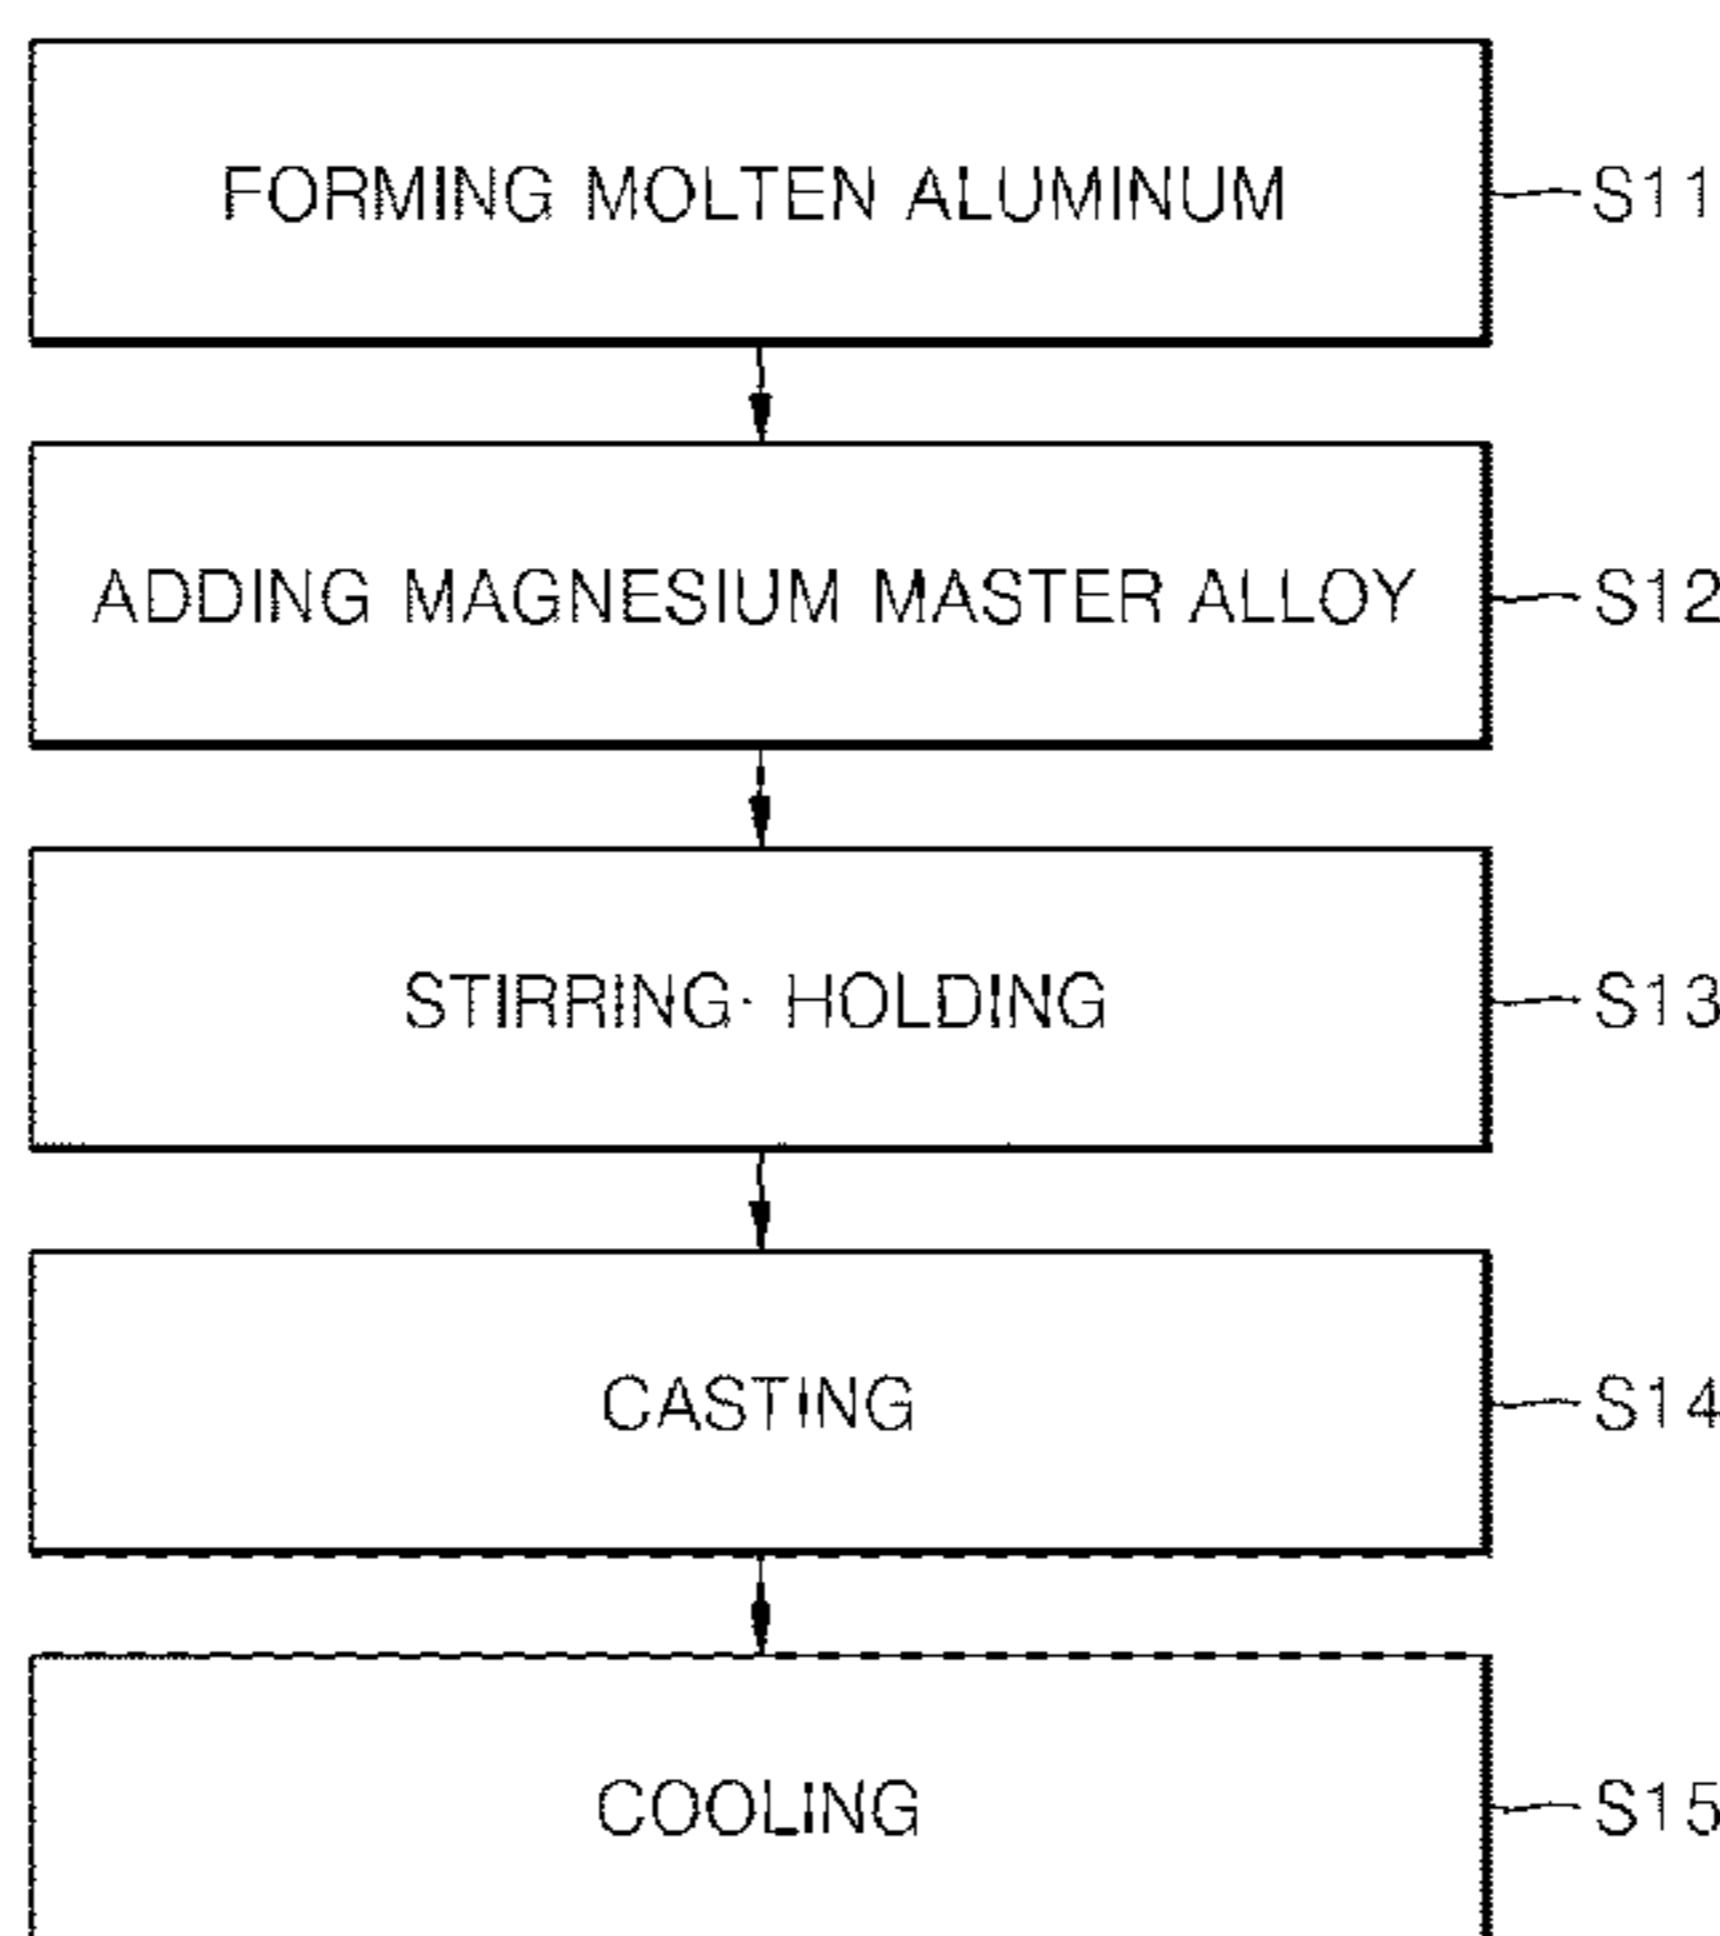 FORMING MOLTEN ALUMINUM S11
ADDING MAGNESIUM MASTER ALLOY S12
STIRRING· HOLDING S13
CASTING S14
COOLING S15